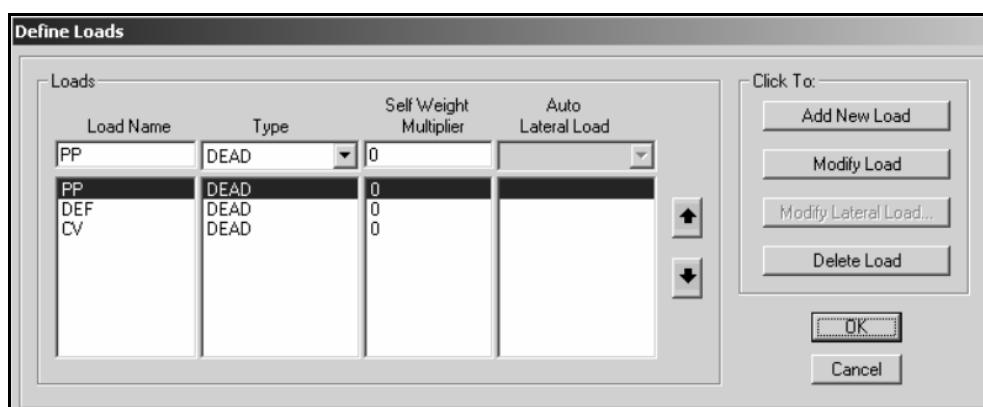 Define Loads
Loads
Click To:
Load Name Type Self Weight Multiplier Auto Lateral Load
PP DEAD 0
PP DEAD 0
DEF DEAD 0
CV DEAD 0
Add New Load
Modify Load
Modify Lateral Load...
Delete Load
OK
Cancel